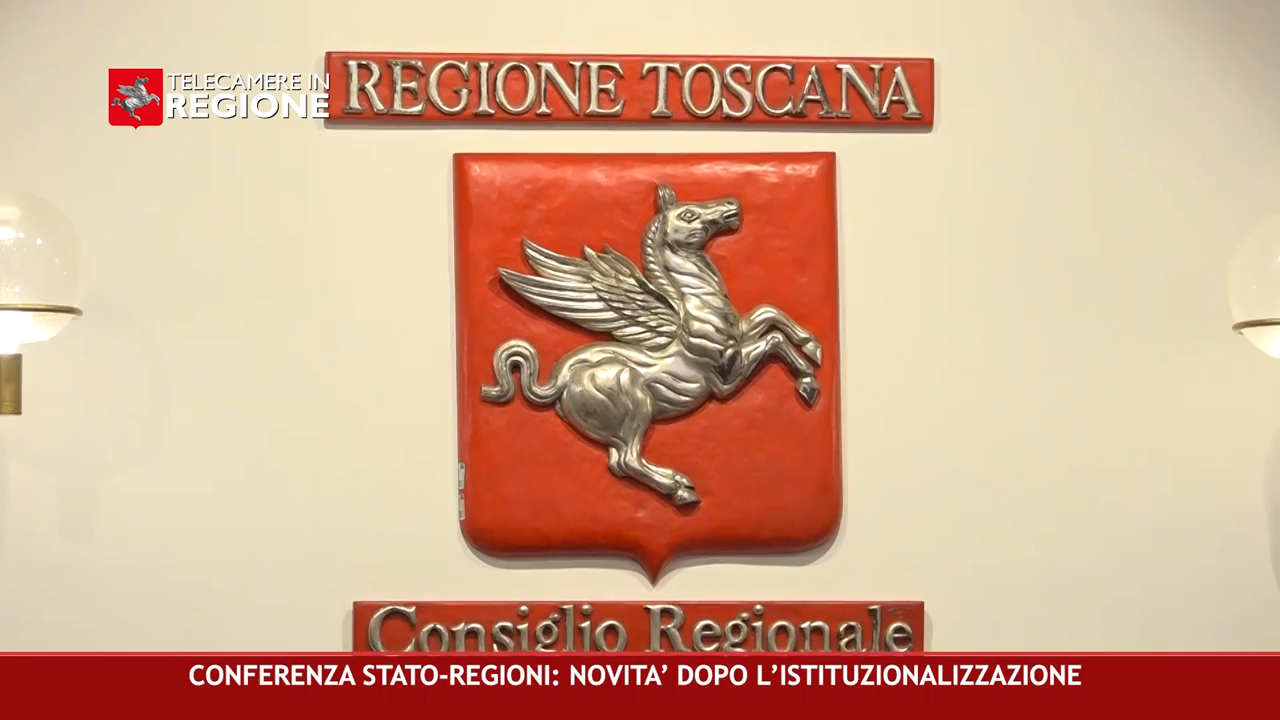 TELECAMERE IN
REGIONE
REGIONE TOSCANA
Consiglio Regionale
CONFERENZA STATO-REGIONI: NOVITA’ DOPO L’ISTITUZIONALIZZAZIONE